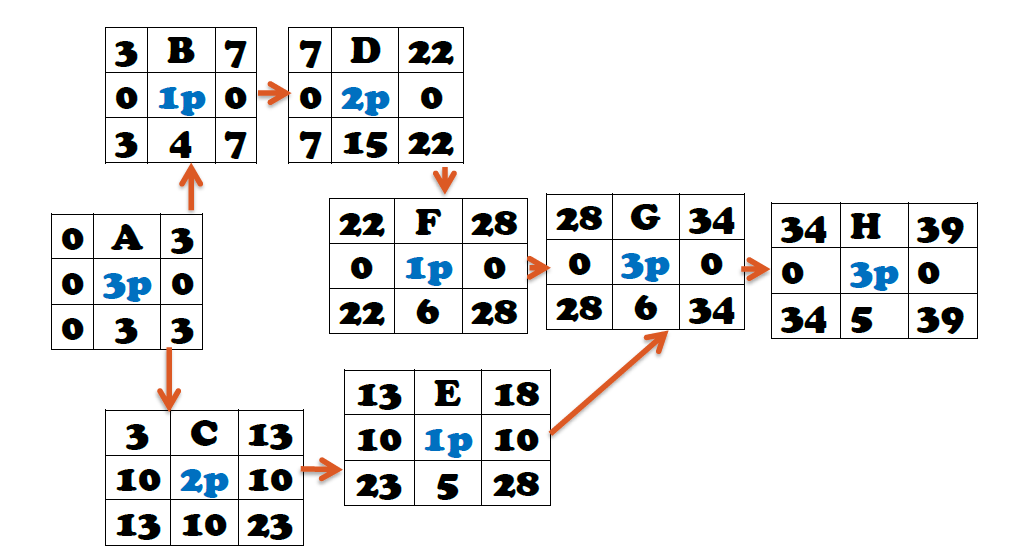 3 B 7
0 1p 0
3 4 7
7 D 22
0 2p 0
7 15 22
0 A 3
0 3p 0
0 3 3
22 F 28
0 1p 0
22 6 28
28 G 34
0 3p 0
28 6 34
34 H 39
0 3p 0
34 5 39
3 C 13
10 2p 10
13 10 23
13 E 18
10 1p 10
23 5 28